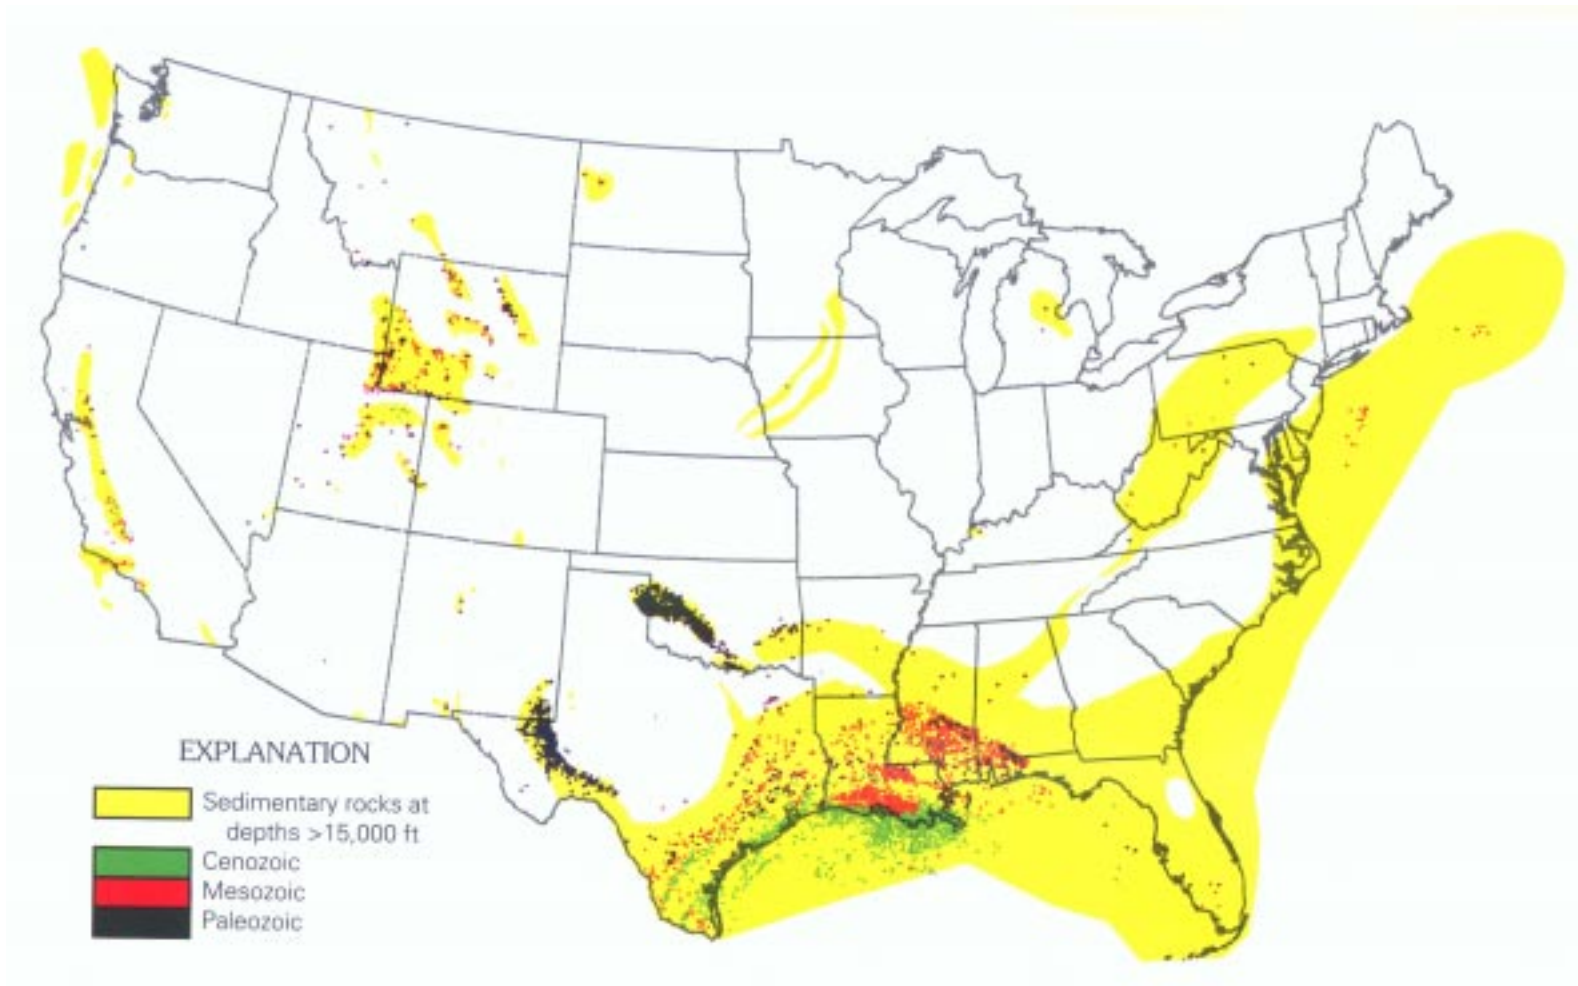 EXPLANATION
Sedimentary rocks at
depths >15,000 ft
Cenozoic
Mesozoic
Paleozoic